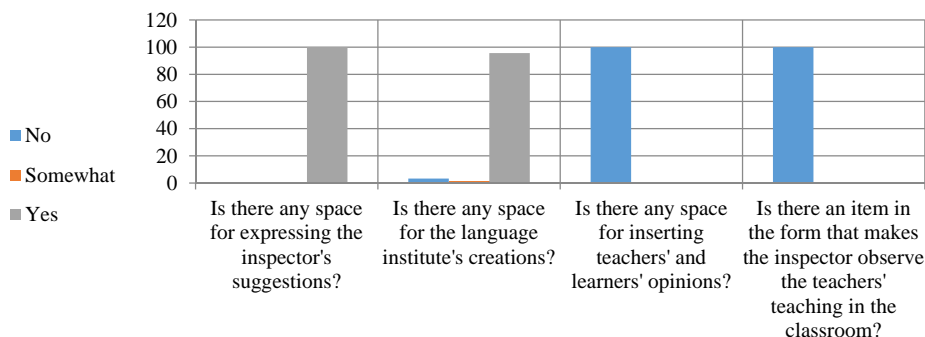 120
100
80
60
40
20
0
No
Somewhat
Yes
Is there any space
for expressing the
inspector's
suggestions?
Is there any space
for the language
institute's creations?
Is there any space
for inserting
teachers' and
learners' opinions?
Is there an item in
the form that makes
the inspector observe
the teachers'
teaching in the
classroom?